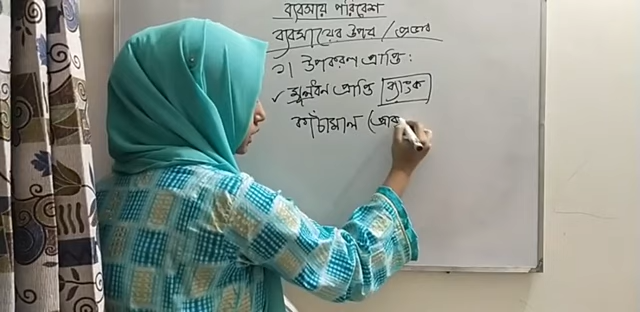 ব্যবসায় পরিবেশ
ব্যবসায়ের উপর / প্রভাব
১। উপকরণ প্রাপ্তি:
✓ মূলধন প্রাপ্তি ব্যাংক
কাঁচামাল (